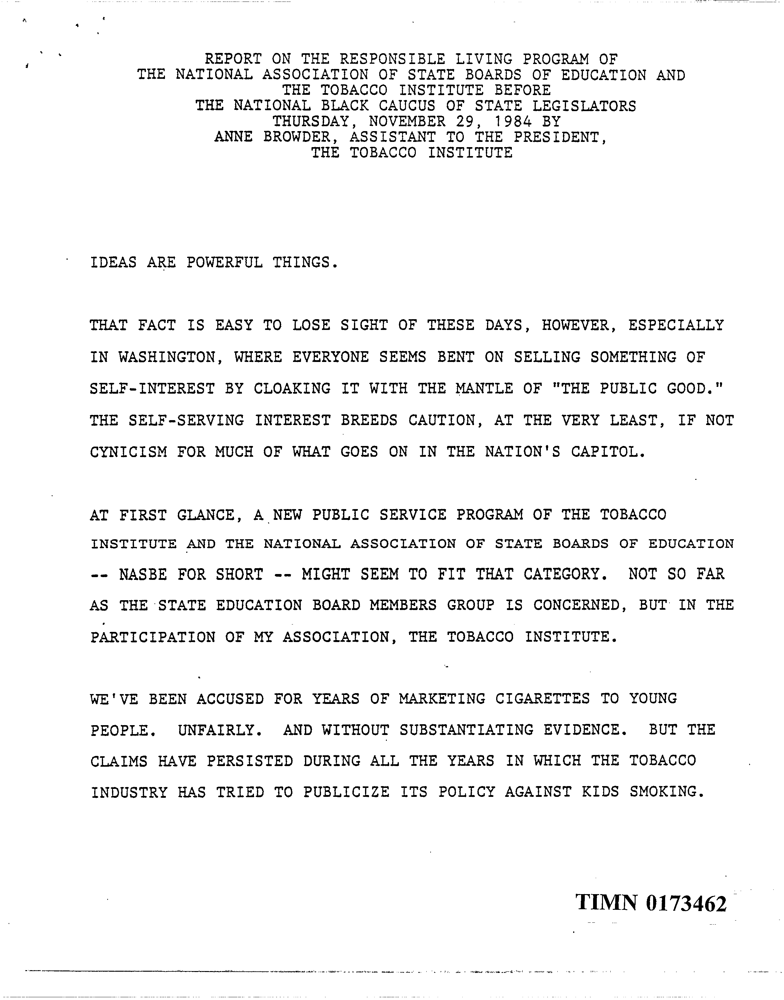 REPORT ON THE RESPONSIBLE LIVING PROGRAM OF
THE NATIONAL ASSOCIATION OF STATE BOARDS OF EDUCATION AND
THE TOBACCO INSTITUTE BEFORE
THE NATIONAL BLACK CAUCUS OF STATE LEGISLATORS
THURSDAY, NOVEMBER 29, 1984 BY
ANNE BROWDER, ASSISTANT TO THE PRESIDENT,
THE TOBACCO INSTITUTE
IDEAS ARE POWERFUL THINGS.
THAT FACT IS EASY TO LOSE SIGHT OF THESE DAYS, HOWEVER, ESPECIALLY
IN WASHINGTON, WHERE EVERYONE SEEMS BENT ON SELLING SOMETHING OF
SELF-INTEREST BY CLOAKING IT WITH THE MANTLE OF "THE PUBLIC GOOD."
THE SELF-SERVING INTEREST BREEDS CAUTION, AT THE VERY LEAST, IF NOT
CYNICISM FOR MUCH OF WHAT GOES ON IN THE NATION'S CAPITOL.
AT FIRST GLANCE, A NEW PUBLIC SERVICE PROGRAM OF THE TOBACCO
INSTITUTE AND THE NATIONAL ASSOCIATION OF STATE BOARDS OF EDUCATION
-- NASBE FOR SHORT -- MIGHT SEEM TO FIT THAT CATEGORY. NOT SO FAR
AS THE STATE EDUCATION BOARD MEMBERS GROUP IS CONCERNED, BUT IN THE
PARTICIPATION OF MY ASSOCIATION, THE TOBACCO INSTITUTE.
WE'VE BEEN ACCUSED FOR YEARS OF MARKETING CIGARETTES TO YOUNG
PEOPLE. UNFAIRLY. AND WITHOUT SUBSTANTIATING EVIDENCE. BUT THE
CLAIMS HAVE PERSISTED DURING ALL THE YEARS IN WHICH THE TOBACCO
INDUSTRY HAS TRIED TO PUBLICIZE ITS POLICY AGAINST KIDS SMOKING.
TIMN 0173462